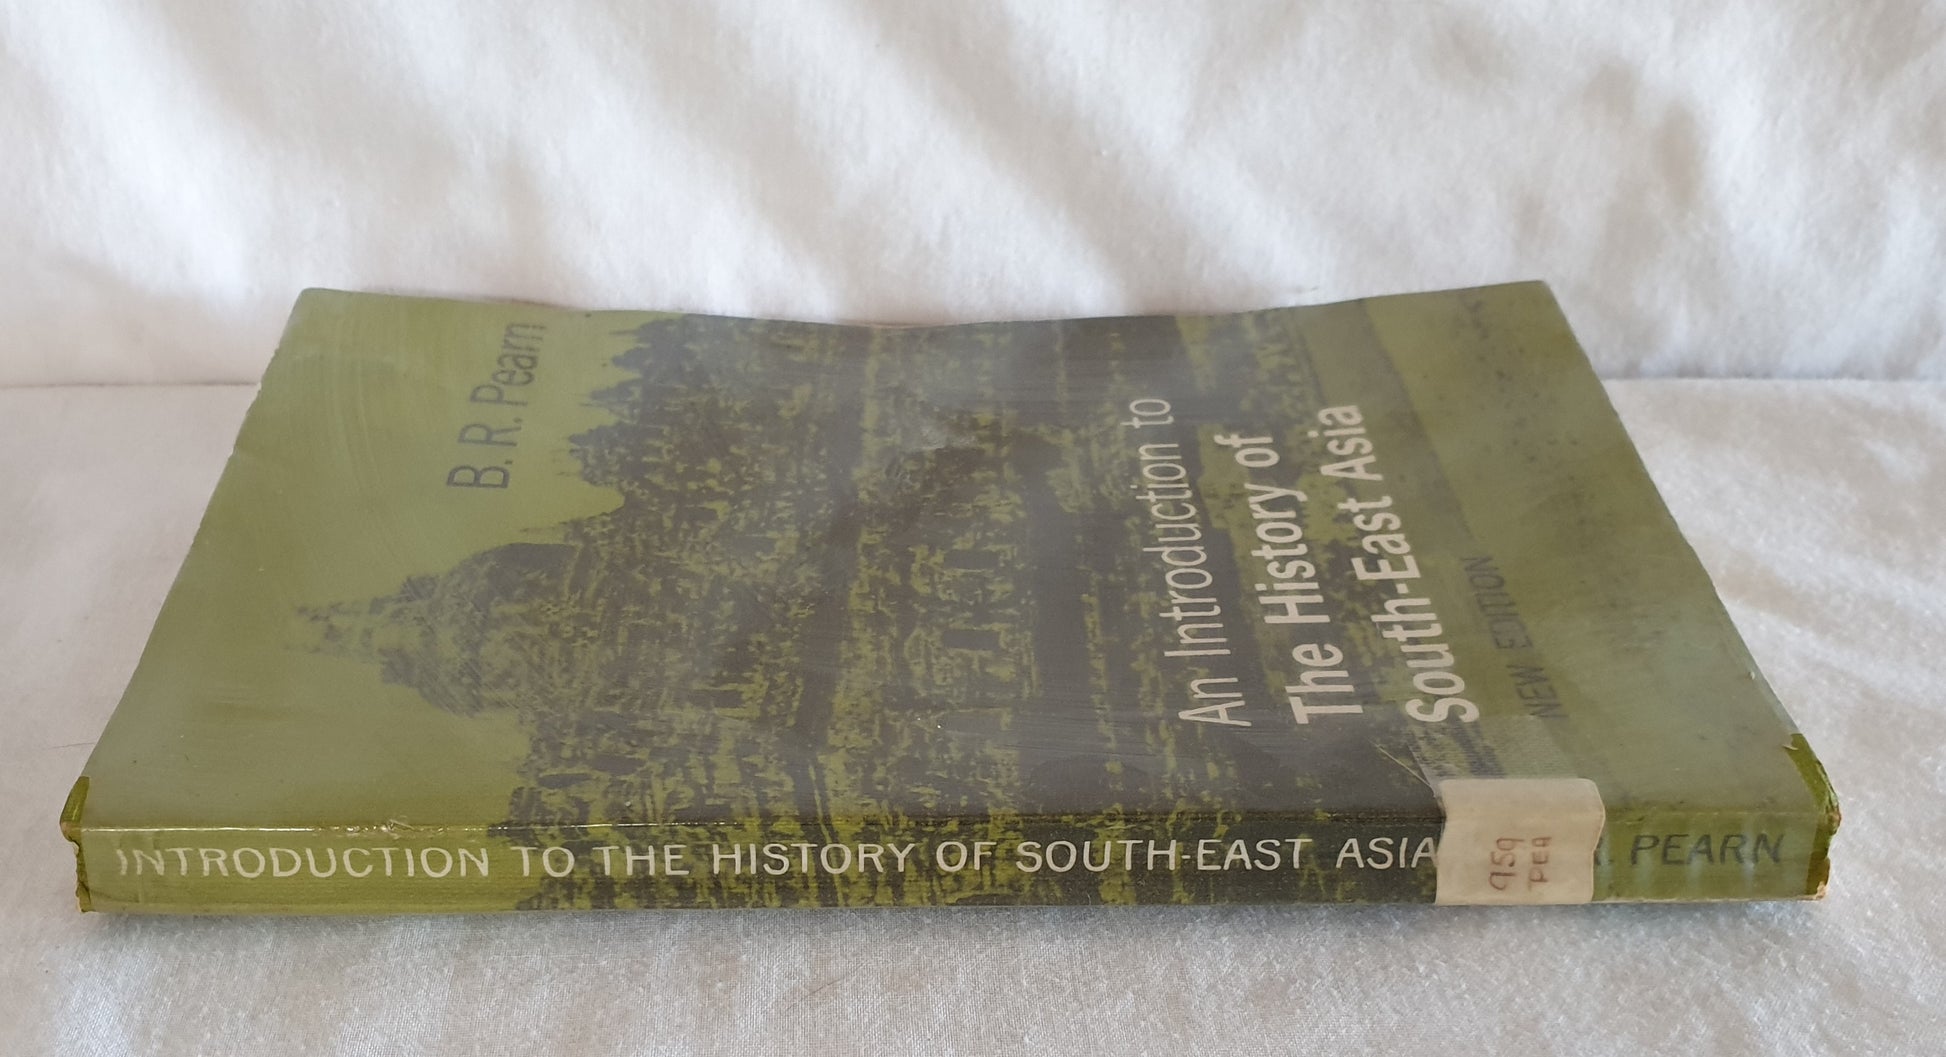 B. R. Pearn
An Introduction to
The History of
South-East Asia
NEW EDITION
INTRODUCTION TO THE HISTORY OF SOUTH-EAST ASIA
R. PEARN
959
PEA